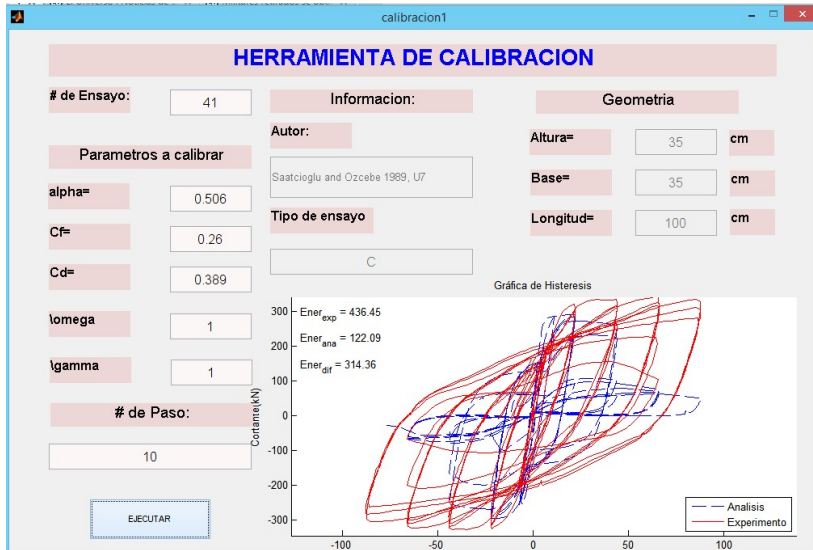 calibracion1
HERRAMIENTA DE CALIBRACION
# de Ensayo:
41
Parametros a calibrar
alpha=
0.506
Cf=
0.26
Cd=
0.389
\omega
1
\gamma
1
# de Paso:
10
EJECUTAR
Informacion:
Autor:
Saatcioglu and Ozcebe 1989, U7
Tipo de ensayo
C
Geometria
Altura=
35
cm
Base=
35
cm
Longitud=
100
cm
Gráfica de Histeresis
Ener_exp = 436.45
Ener_ana = 122.09
Ener_dif = 314.36
Cortante(kN)
300
200
100
0
-100
-200
-300
-100
-50
0
50
100
Analisis
Experimento